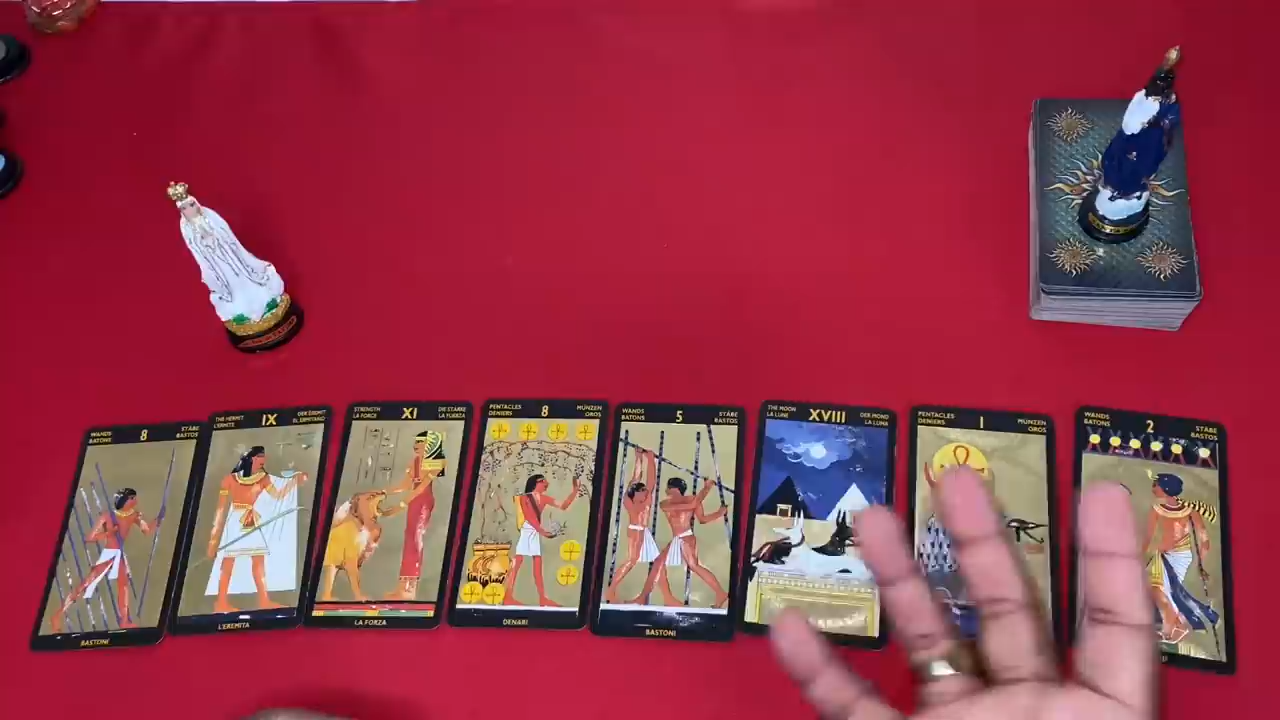 WANDS
BATONS
8
STÄBE
BASTOS
BASTONI
THE HERMIT
L'ERMITE
IX
DER EREMIT
EL ERMITAÑO
L'EREMITA
STRENGTH
LA FORCE
XI
DIE STÄRKE
LA FUERZA
LA FORZA
PENTACLES
DENIERS
8
MÜNZEN
OROS
DENARI
WANDS
BATONS
5
STÄBE
BASTOS
BASTONI
THE MOON
LA LUNE
XVIII
DER MOND
LA LUNA
PENTACLES
DENIERS
I
MÜNZEN
OROS
WANDS
BATONS
2
STÄBE
BASTOS